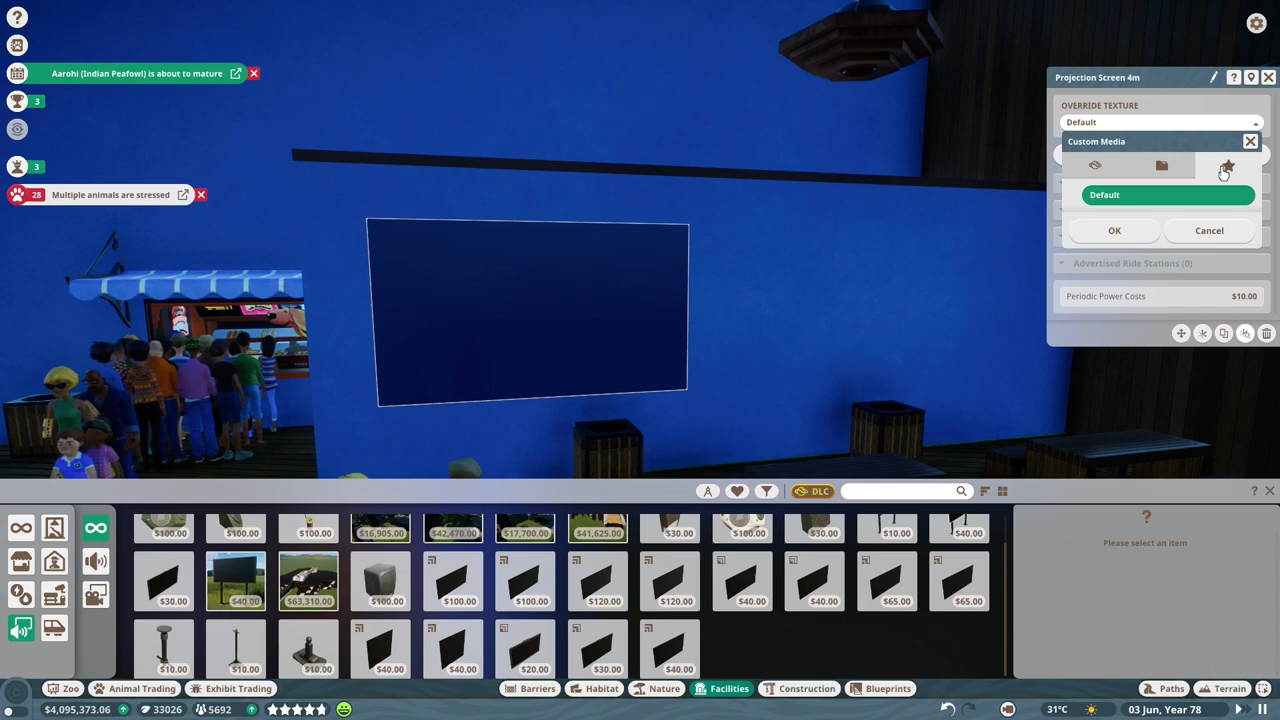 ?
Aarohi (Indian Peafowl) is about to mature
3
3
28 Multiple animals are stressed
Projection Screen 4m
?
OVERRIDE TEXTURE
Default
Custom Media
Default
OK Cancel
Advertised Ride Stations (0)
Periodic Power Costs $10.00
DLC
?
$100.00 $100.00 $100.00 $16,905.00 $42,470.00 $17,700.00 $41,625.00 $30.00 $100.00 $30.00 $10.00 $40.00
?
Please select an item
$30.00 $40.00 $63,310.00 $100.00 $100.00 $100.00 $120.00 $120.00 $40.00 $40.00 $65.00 $65.00
$10.00 $10.00 $10.00 $40.00 $40.00 $20.00 $30.00 $40.00
Zoo Animal Trading Exhibit Trading Barriers Habitat Nature Facilities Construction Blueprints Paths Terrain
$4,095,373.06 33026 5692 31°C 03 Jun, Year 78